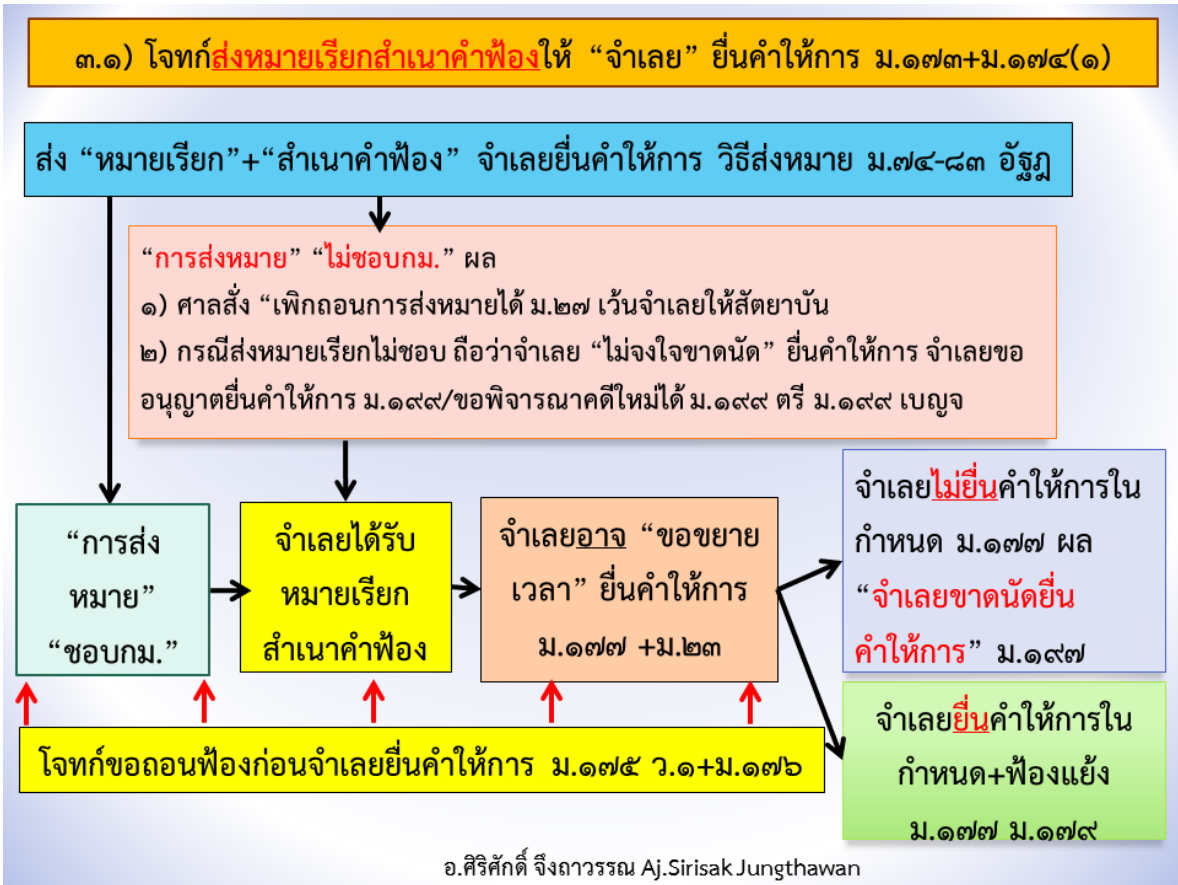 ๓.๑) โจทก์ส่งหมายเรียกสำเนาคำฟ้องให้ “จำเลย” ยื่นคำให้การ ม.๑๗๓+ม.๑๗๔(๑)
ส่ง “หมายเรียก”+“สำเนาคำฟ้อง” จำเลยยื่นคำให้การ วิธีส่งหมาย ม.๗๔-๘๓ อัฐฎ
“การส่งหมาย” “ไม่ชอบกม.” ผล
๑) ศาลสั่ง “เพิกถอนการส่งหมายได้ ม.๒๗ เว้นจำเลยให้สัตยาบัน
๒) กรณีส่งหมายเรียกไม่ชอบ ถือว่าจำเลย “ไม่จงใจขาดนัด” ยื่นคำให้การ จำเลยขอ
อนุญาตยื่นคำให้การ ม.๑๙๙/ขอพิจารณาคดีใหม่ได้ ม.๑๙๙ ตรี ม.๑๙๙ เบญจ
“การส่ง
หมาย”
“ชอบกม.”
จำเลยได้รับ
หมายเรียก
สำเนาคำฟ้อง
จำเลยอาจ “ขอขยาย
เวลา” ยื่นคำให้การ
ม.๑๗๗ +ม.๒๓
จำเลยไม่ยื่นคำให้การใน
กำหนด ม.๑๗๗ ผล
“จำเลยขาดนัดยื่น
คำให้การ” ม.๑๙๗
จำเลยยื่นคำให้การใน
กำหนด+ฟ้องแย้ง
ม.๑๗๗ ม.๑๗๙
โจทก์ขอถอนฟ้องก่อนจำเลยยื่นคำให้การ ม.๑๗๕ ว.๑+ม.๑๗๖
อ.ศิริศักดิ์ จึงถาวรรณ Aj.Sirisak Jungthawan